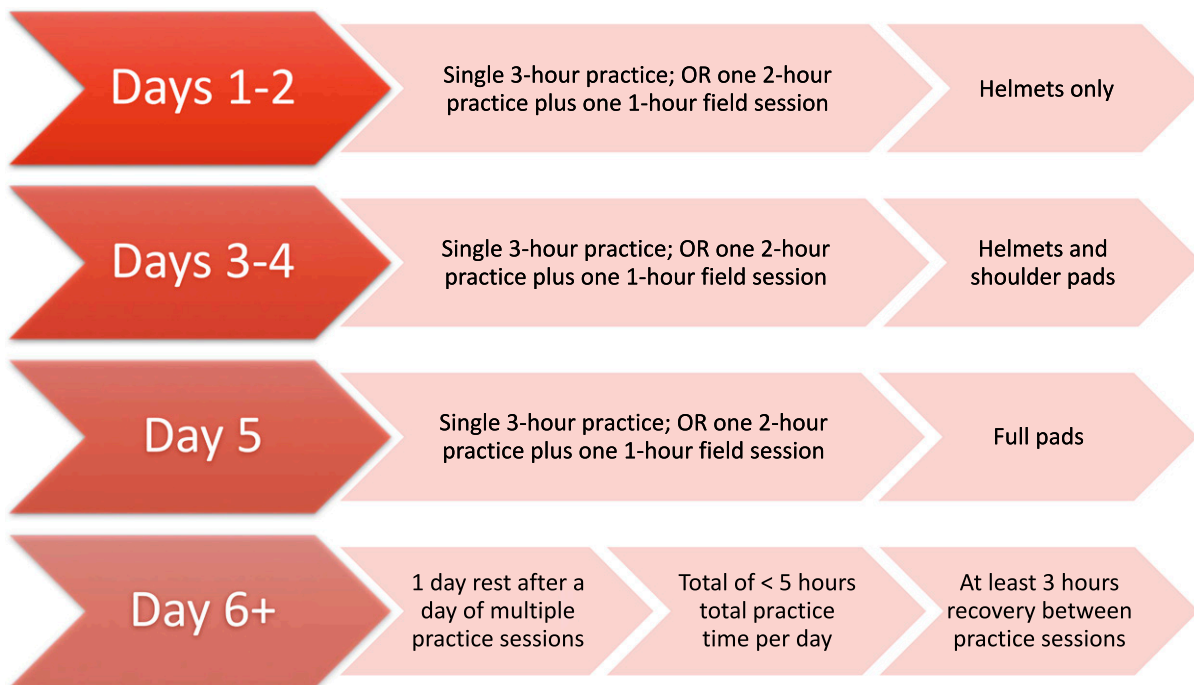 Days 1-2
Single 3-hour practice; OR one 2-hour
practice plus one 1-hour field session
Helmets only
Days 3-4
Single 3-hour practice; OR one 2-hour
practice plus one 1-hour field session
Helmets and
shoulder pads
Day 5
Single 3-hour practice; OR one 2-hour
practice plus one 1-hour field session
Full pads
Day 6+
1 day rest after a
day of multiple
practice sessions
Total of < 5 hours
total practice
time per day
At least 3 hours
recovery between
practice sessions